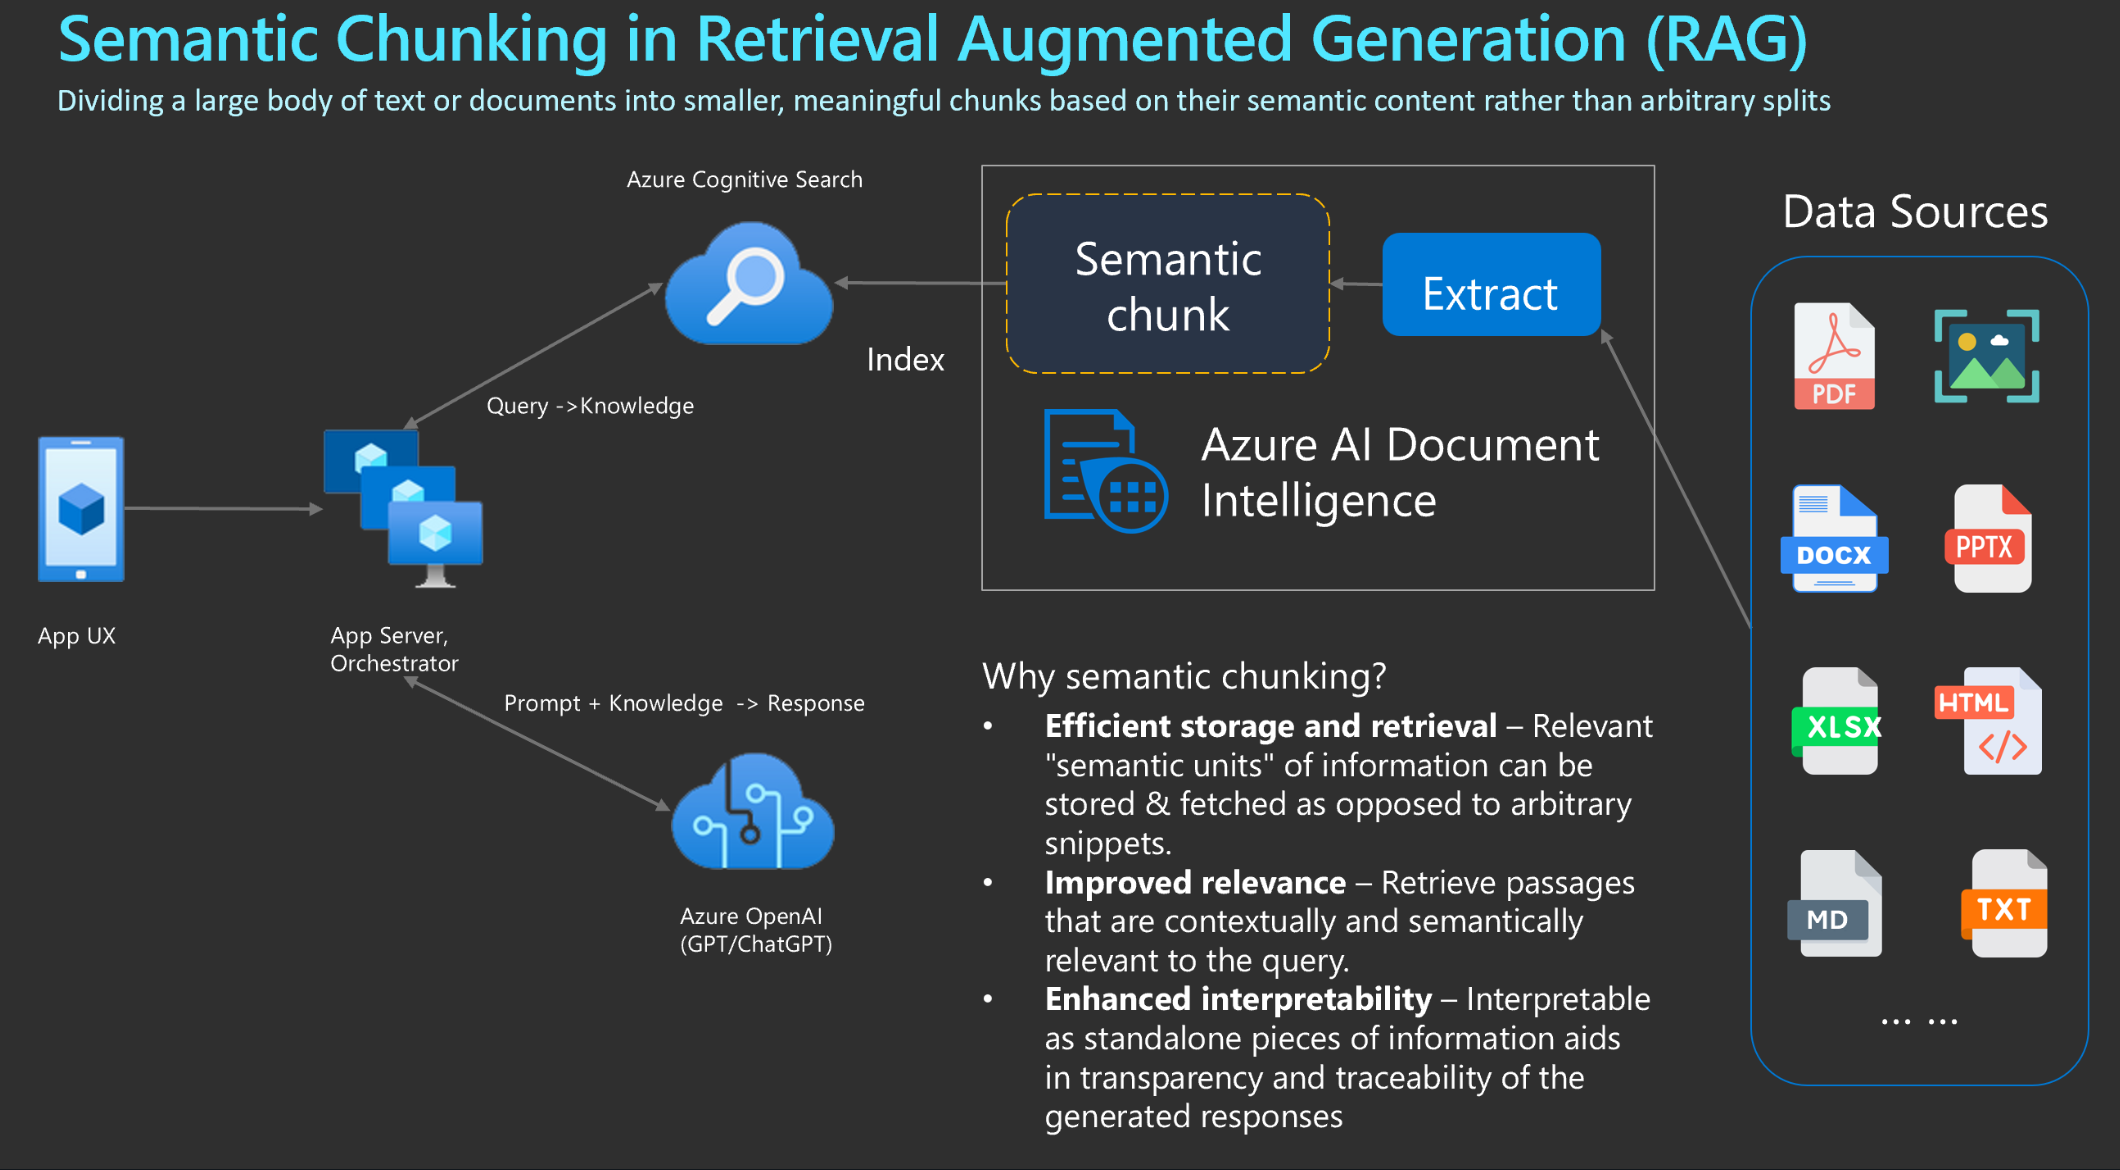 Semantic Chunking in Retrieval Augmented Generation (RAG)
Dividing a large body of text or documents into smaller, meaningful chunks based on their semantic content rather than arbitrary splits
Azure Cognitive Search
Index
Query ->Knowledge
App UX
App Server,
Orchestrator
Prompt + Knowledge -> Response
Azure OpenAI
(GPT/ChatGPT)
Semantic
chunk
Extract
Azure AI Document
Intelligence
Why semantic chunking?
• Efficient storage and retrieval – Relevant
"semantic units" of information can be
stored & fetched as opposed to arbitrary
snippets.
• Improved relevance – Retrieve passages
that are contextually and semantically
relevant to the query.
• Enhanced interpretability – Interpretable
as standalone pieces of information aids
in transparency and traceability of the
generated responses
Data Sources
PDF
DOCX
PPTX
XLSX
HTML
</>
MD
TXT
... ...